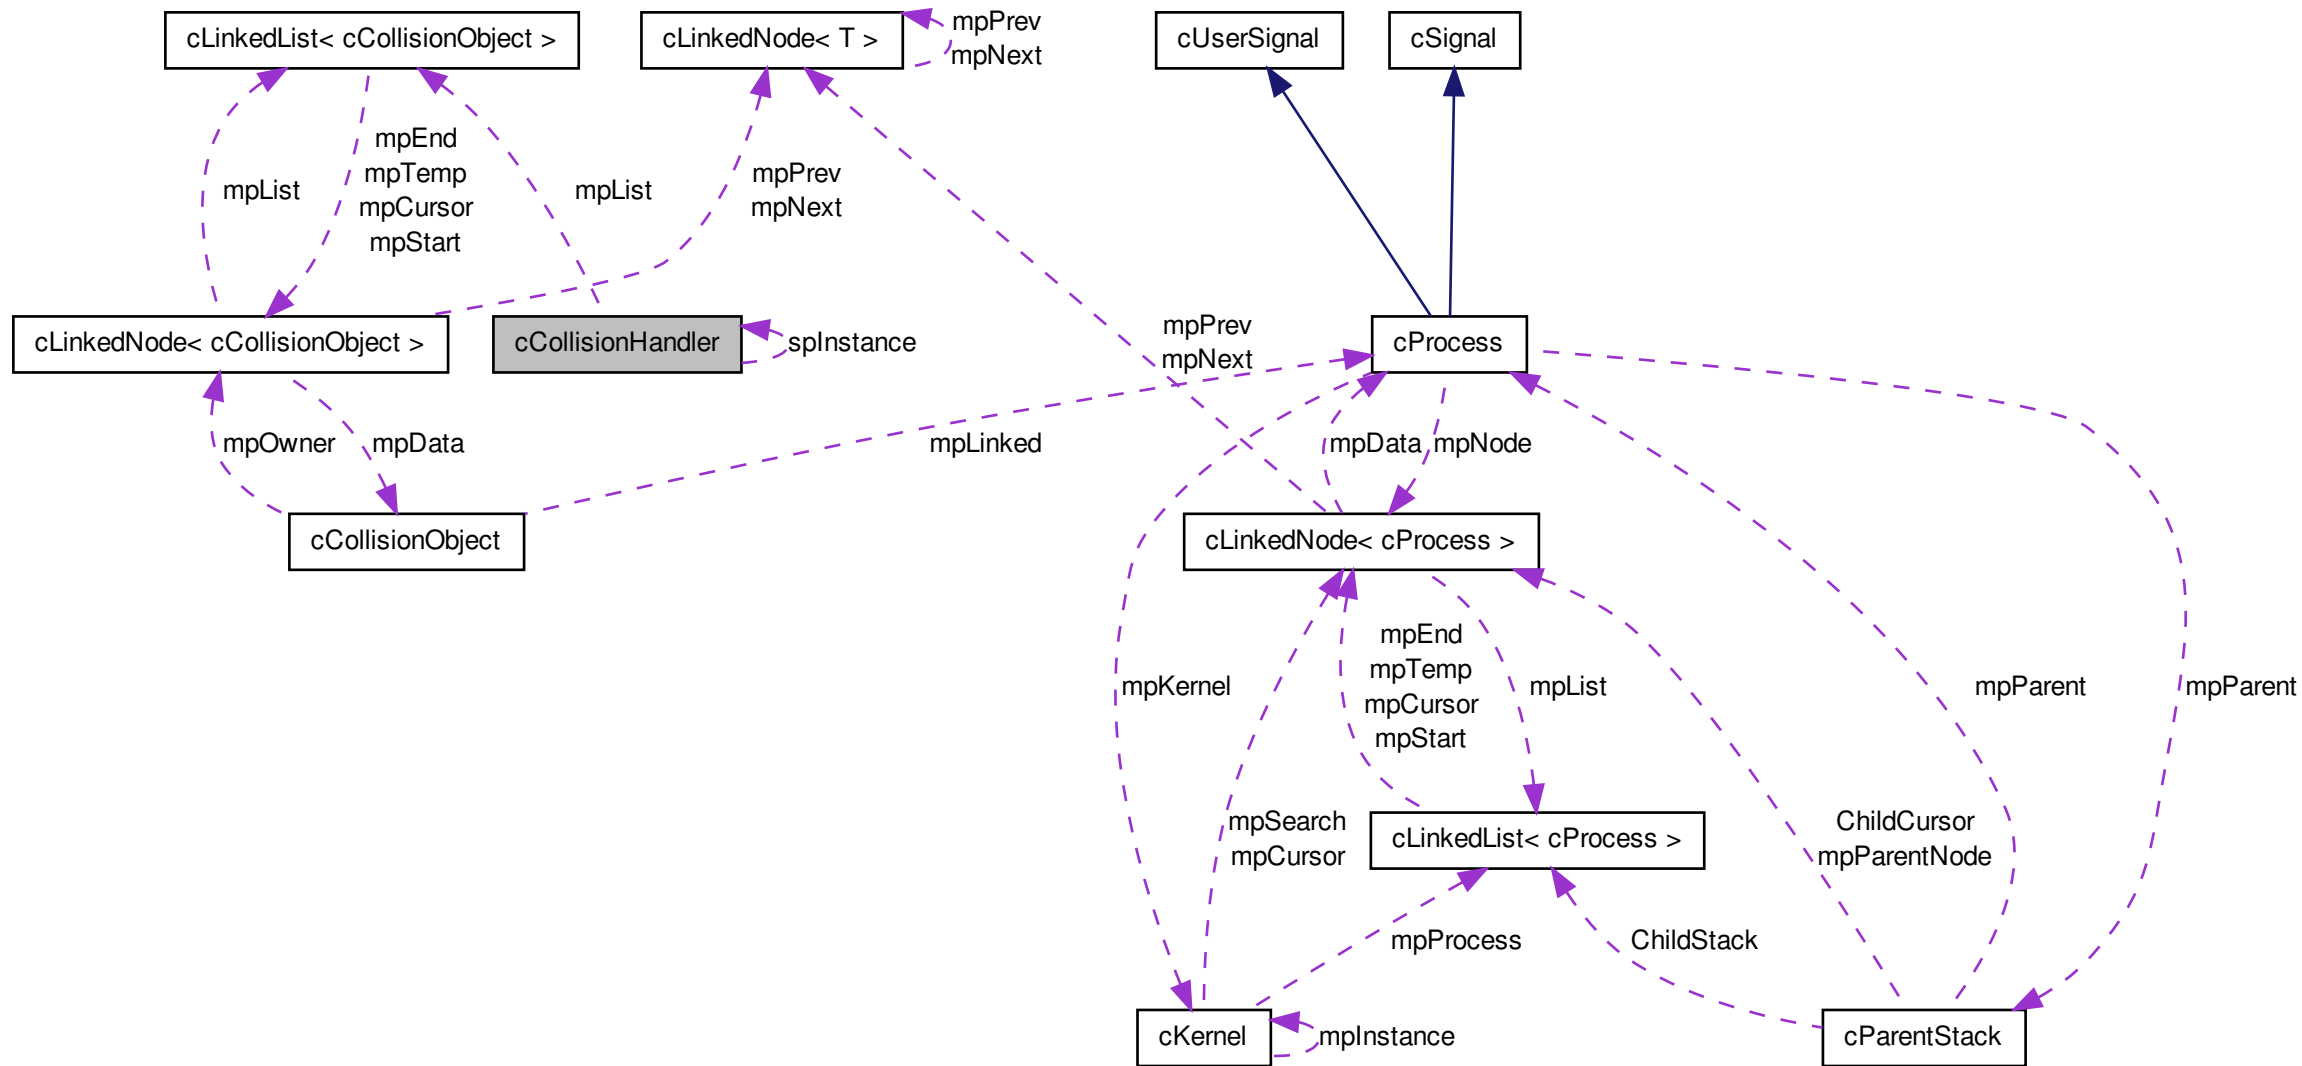 cLinkedList< cCollisionObject >
cLinkedNode< T >
mpPrev
mpNext
cUserSignal
cSignal
mpList
mpEnd
mpTemp
mpCursor
mpStart
mpList
mpPrev
mpNext
cLinkedNode< cCollisionObject >
cCollisionHandler
spInstance
mpPrev
mpNext
cProcess
mpOwner
mpData
mpLinked
mpData
mpNode
cCollisionObject
cLinkedNode< cProcess >
mpKernel
mpEnd
mpTemp
mpCursor
mpStart
mpList
mpParent
mpParent
mpSearch
mpCursor
cLinkedList< cProcess >
ChildCursor
mpParentNode
mpProcess
ChildStack
cKernel
mpInstance
cParentStack